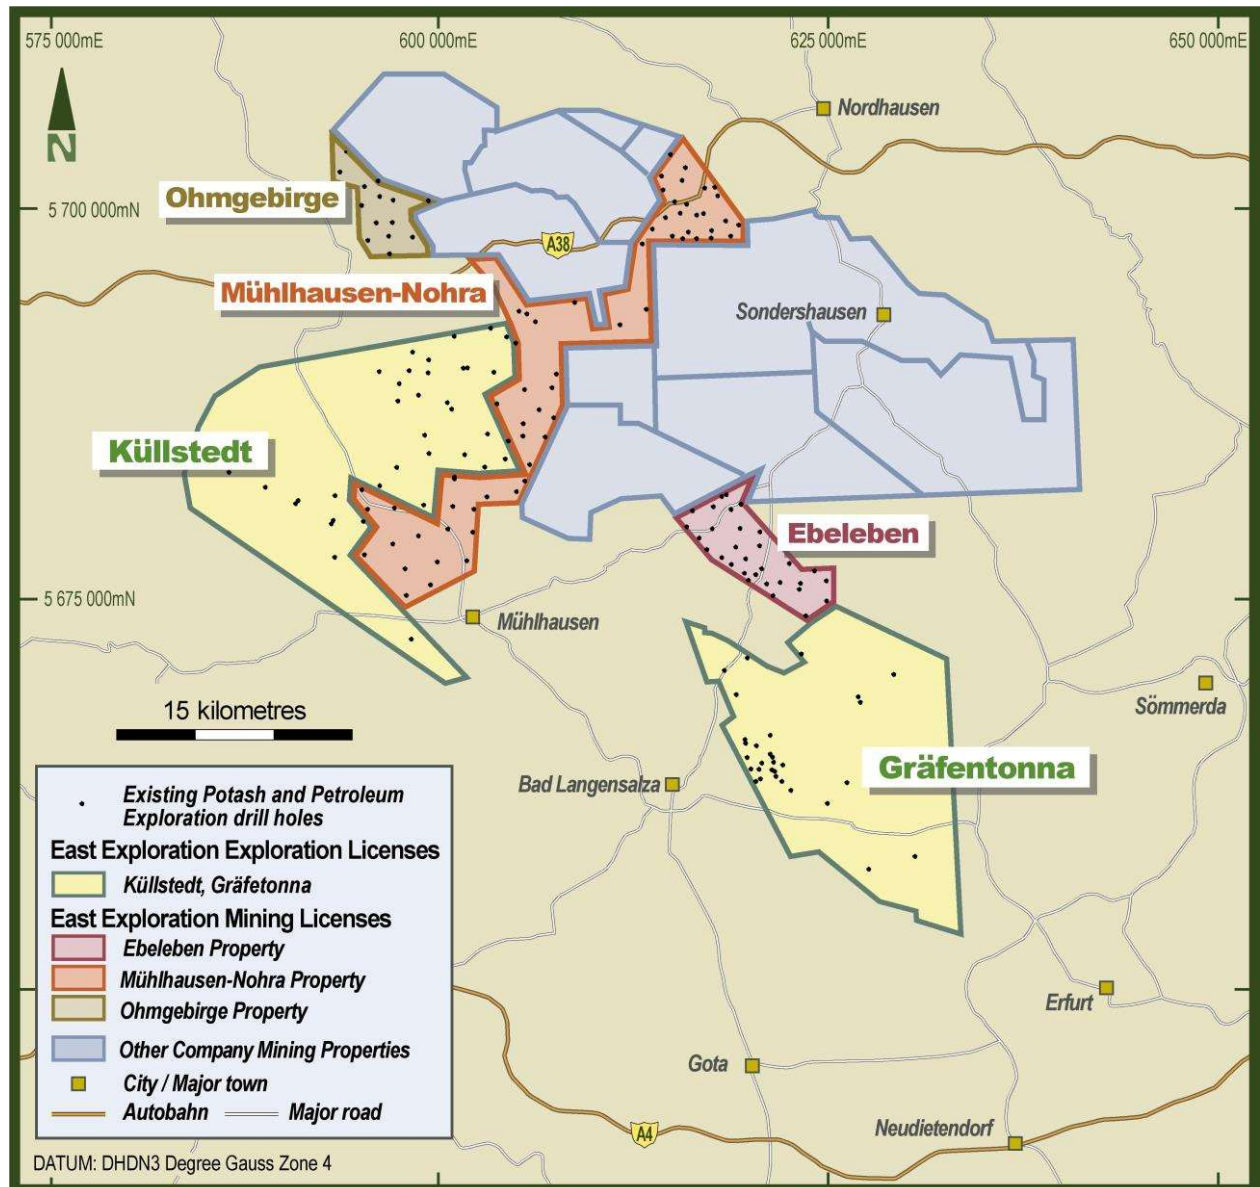 575 000mE
600 000mE
625 000mE
650 000mE
N
Nordhausen
Ohmgebirge
5 700 000mN
A38
Mühlhausen-Nohra
Sondershausen
Küllstedt
Ebeleben
5 675 000mN
Mühlhausen
Sömmerda
15 kilometres
Gräfentonna
Bad Langensalza
Existing Potash and Petroleum
Exploration drill holes
East Exploration Exploration Licenses
Küllstedt, Gräfetonna
East Exploration Mining Licenses
Ebeleben Property
Mühlhausen-Nohra Property
Ohmgebirge Property
Other Company Mining Properties
City / Major town
Autobahn
Major road
Erfurt
Gota
Neudietendorf
A4
DATUM: DHDN3 Degree Gauss Zone 4